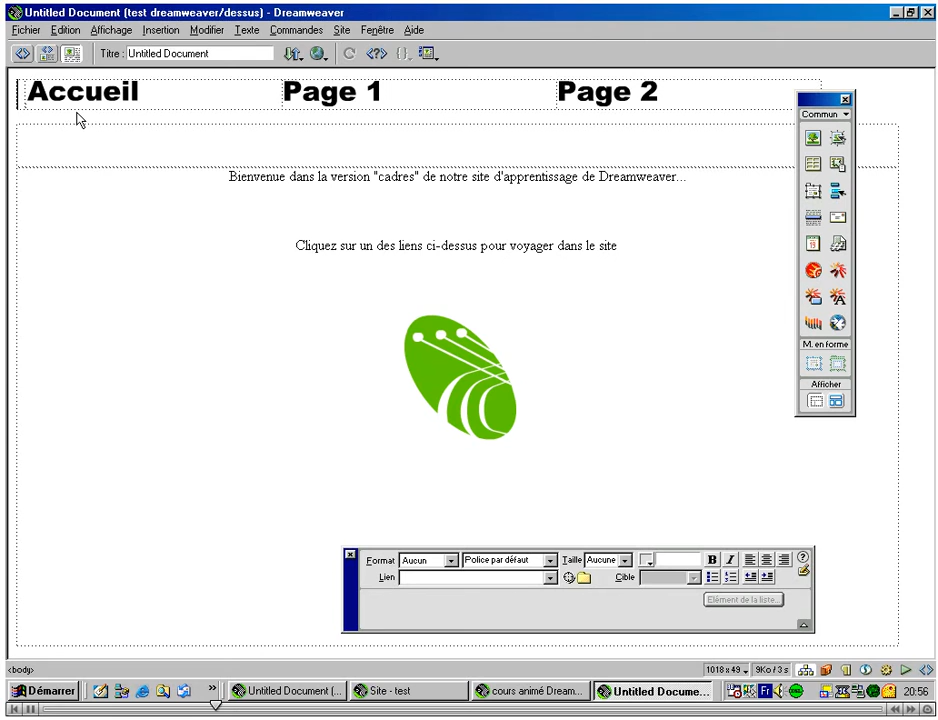 Untitled Document (test dreamweaver/dessus) - Dreamweaver
Fichier Edition Affichage Insertion Modifier Texte Commandes Site Fenêtre Aide
Titre : Untitled Document
Accueil Page 1 Page 2
Commun
Bienvenue dans la version "cadres" de notre site d'apprentissage de Dreamweaver...
Cliquez sur un des liens ci-dessus pour voyager dans le site
M. en forme
Afficher
Format Aucun Police par défaut Taille Aucune B I
Lien Cible
Elément de la liste...
<body> 1018 x 49 9Ko / 3 s
Démarrer » Untitled Document (... Site - test cours animé Dream... Untitled Docume... Fr 20:56